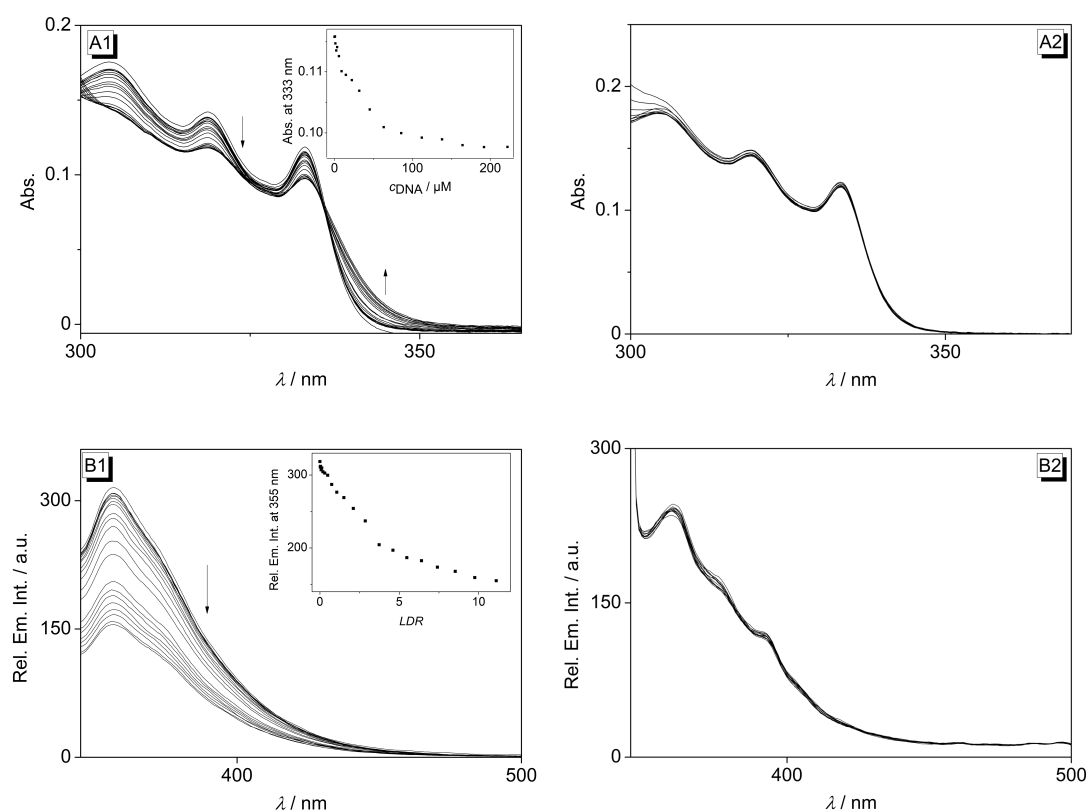 A1
0.2
0.1
0
Abs.
300
350
λ / nm
Abs. at 333 nm
0.11
0.10
0
100
200
cDNA / µM
A2
0.2
0.1
0
Abs.
300
350
λ / nm
B1
300
150
0
Rel. Em. Int. / a.u.
400
500
λ / nm
Rel. Em. Int. at 355 nm
300
200
0
5
10
LDR
B2
300
150
0
Rel. Em. Int. / a.u.
400
500
λ / nm